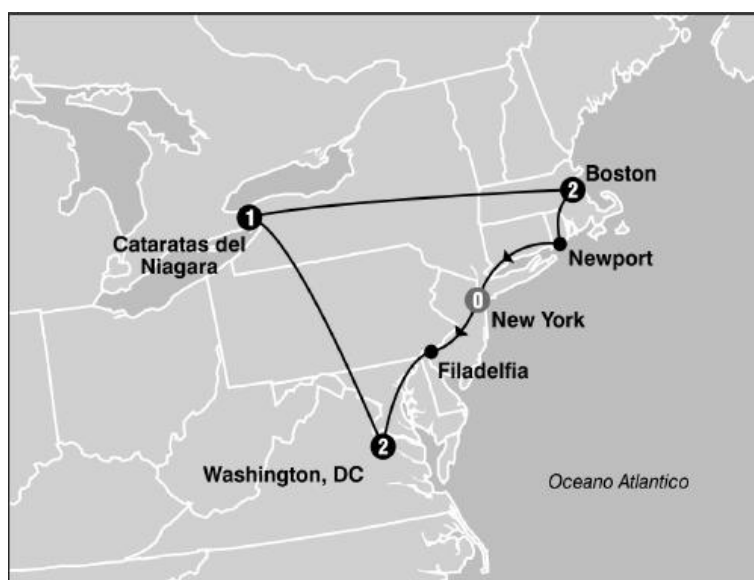 Boston
2
1
Cataratas del
Niagara
Newport
0
New York
Filadelfia
2
Washington, DC
Oceano Atlantico